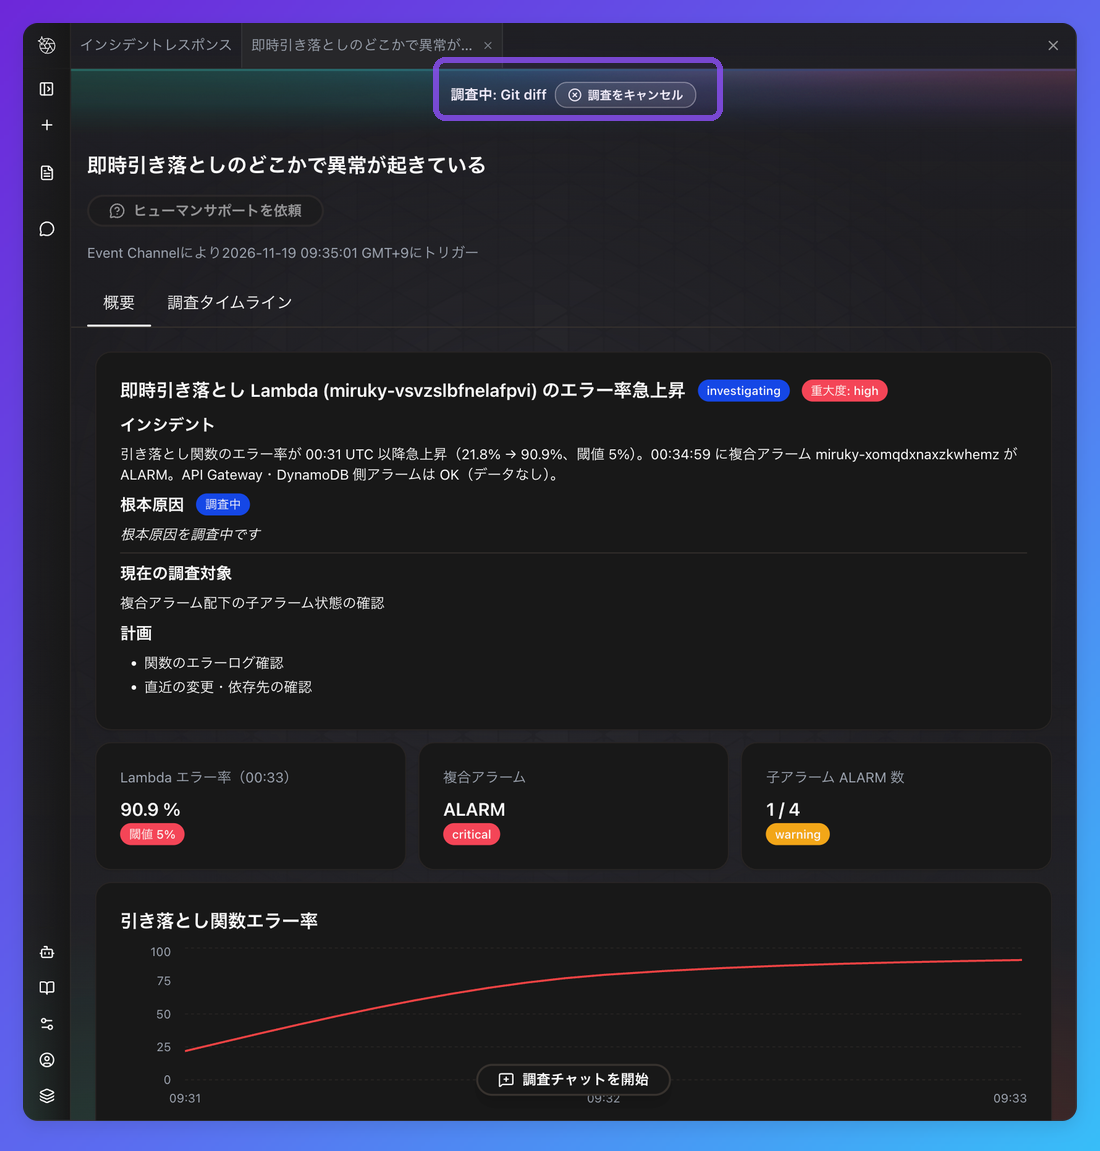 インシデントレスポンス
即時引き落としのどこかで異常が...
調査中: Git diff
調査をキャンセル
即時引き落としのどこかで異常が起きている
ヒューマンサポートを依頼
Event Channelにより2026-11-19 09:35:01 GMT+9にトリガー
概要
調査タイムライン
即時引き落とし Lambda (miruky-vsvzslbfnelafpvi) のエラー率急上昇
investigating
重大度: high
インシデント
引き落とし関数のエラー率が 00:31 UTC 以降急上昇（21.8% → 90.9%、閾値 5%）。00:34:59 に複合アラーム miruky-xomqdxnaxzkwhemz が
ALARM。API Gateway・DynamoDB 側アラームは OK（データなし）。
根本原因
調査中
根本原因を調査中です
現在の調査対象
複合アラーム配下の子アラーム状態の確認
計画
• 関数のエラーログ確認
• 直近の変更・依存先の確認
Lambda エラー率（00:33）
90.9 %
閾値 5%
複合アラーム
ALARM
critical
子アラーム ALARM 数
1 / 4
warning
引き落とし関数エラー率
100
75
50
25
0
調査チャットを開始
09:31
09:32
09:33